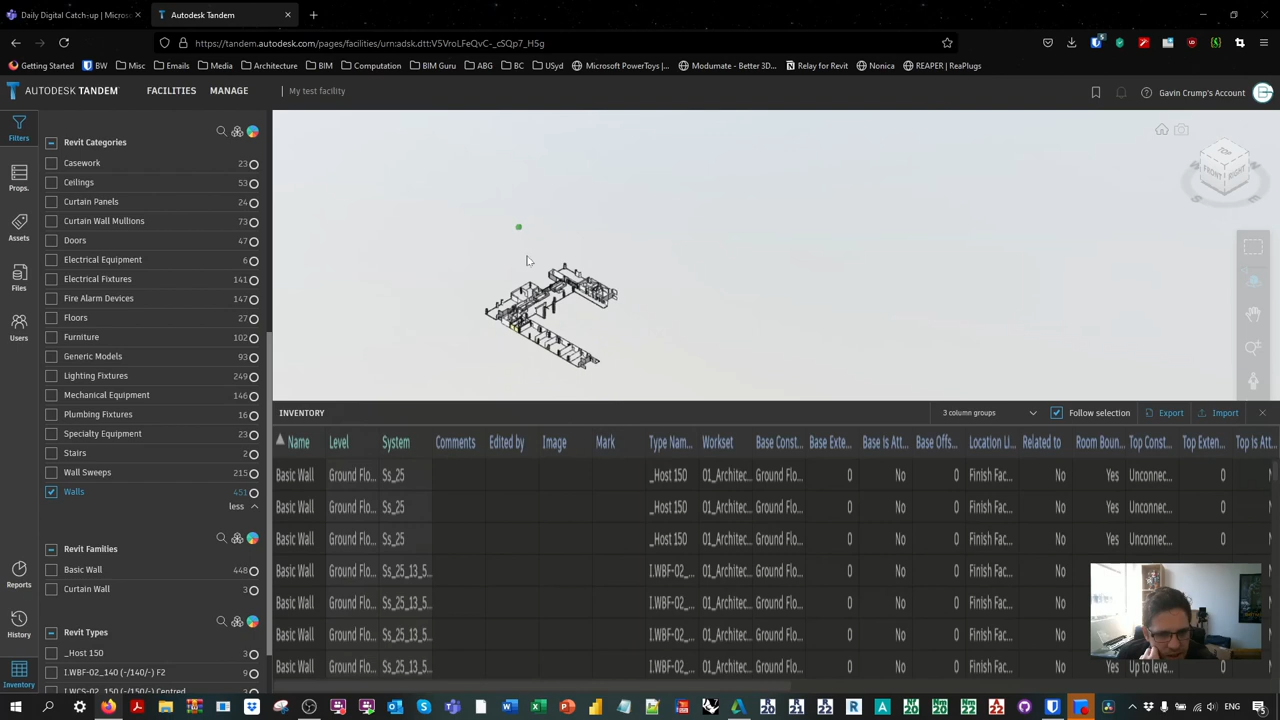 Daily Digital Catch-up | Micros
Autodesk Tandem
https://tandem.autodesk.com/pages/facilities/urn:adsk.dtt:V5VroLFeQvC-_cSQp7_H5g
Getting Started
BW
Misc
Emails
Media
Architecture
BIM
Computation
BIM Guru
ABG
BC
USyd
Microsoft PowerToys | ...
Modumate - Better 3D...
Relay for Revit
Nonica
REAPER | ReaPlugs
AUTODESK TANDEM
FACILITIES
MANAGE
My test facility
Gavin Crump's Account
Filters
Props.
Assets
Files
Users
Reports
History
Inventory
Revit Categories
Casework 23
Ceilings 53
Curtain Panels 24
Curtain Wall Mullions 73
Doors 47
Electrical Equipment 6
Electrical Fixtures 141
Fire Alarm Devices 147
Floors 27
Furniture 102
Generic Models 93
Lighting Fixtures 249
Mechanical Equipment 146
Plumbing Fixtures 16
Specialty Equipment 23
Stairs 2
Wall Sweeps 215
Walls 451
less
Revit Families
Basic Wall 448
Curtain Wall 3
Revit Types
_Host 150 3
I.WBF-02_140 (-/140/-) F2 9
I.WCS-02_150 (-/150/-) Centred
TOP
FRONT
RIGHT
INVENTORY
3 column groups
Follow selection
Export
Import
Name Level System Comments Edited by Image Mark Type Nam... Workset Base Const... Base Exte... Base is Att... Base Offs... Location Li... Related to Room Boun... Top Const... Top Exten... Top is Att
Basic Wall Ground Flo... Ss_25 _Host 150 01_Architec... Ground Flo... 0 No 0 Finish Fac... No Yes Unconnec... 0
Basic Wall Ground Flo... Ss_25 _Host 150 01_Architec... Ground Flo... 0 No 0 Finish Fac... No Yes Unconnec... 0
Basic Wall Ground Flo... Ss_25 _Host 150 01_Architec... Ground Flo... 0 No 0 Finish Fac... No Yes Unconnec... 0
Basic Wall Ground Flo... Ss_25_13_5... I.WBF-02_... 01_Architec... Ground Flo... 0 No 0 Finish Fac...
Basic Wall Ground Flo... Ss_25_13_5... I.WBF-02_... 01_Architec... Ground Flo... 0 No 0 Finish Fac...
Basic Wall Ground Flo... Ss_25_13_5... I.WBF-02_... 01_Architec... Ground Flo... 0 No 0 Finish Fac...
Basic Wall Ground Flo... Ss_25_13_5... I.WBF-02_... 01_Architec... Ground Flo... 0 No 0 Finish Fac... No Yes Up to leve... 0
ENG